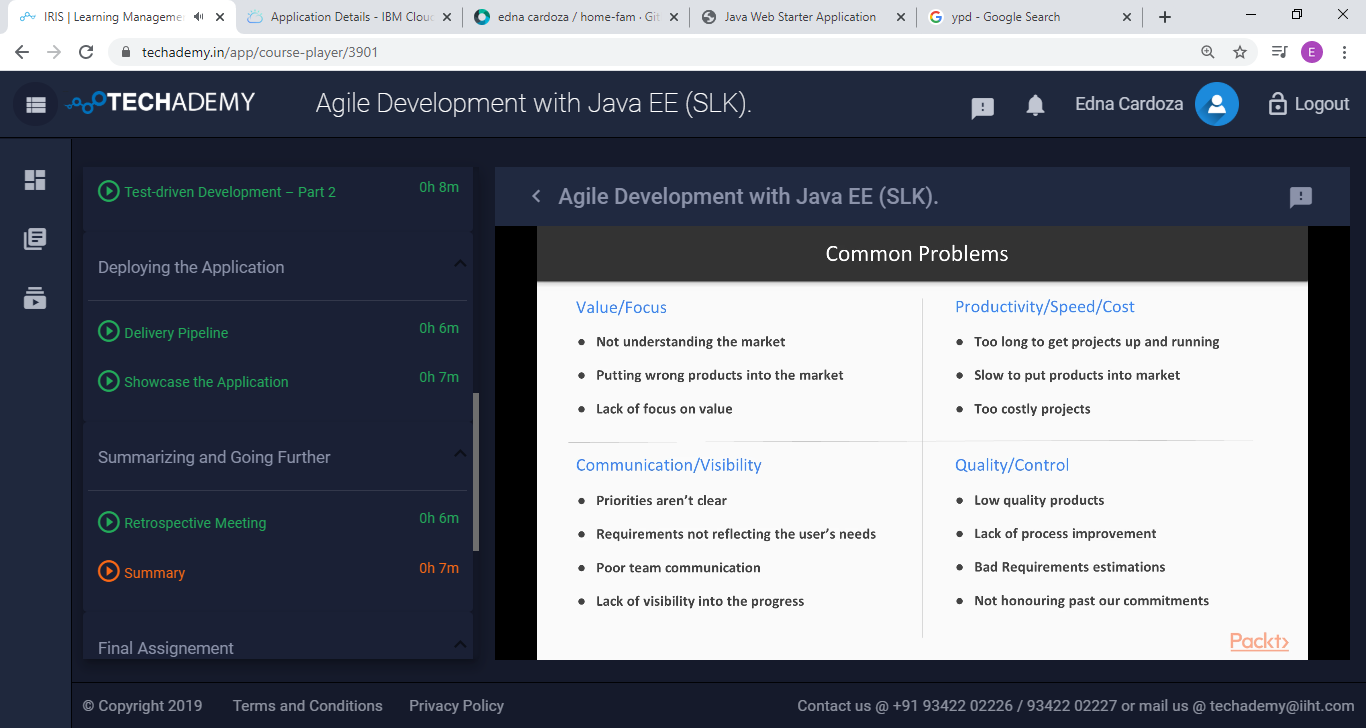 IRIS | Learning Manageme
Application Details - IBM Clou
edna cardoza / home-fam · Git
Java Web Starter Application
ypd - Google Search
techademy.in/app/course-player/3901
E
TECHADEMY
Agile Development with Java EE (SLK).
Edna Cardoza
Logout
Test-driven Development – Part 2
0h 8m
Deploying the Application
Delivery Pipeline
0h 6m
Showcase the Application
0h 7m
Summarizing and Going Further
Retrospective Meeting
0h 6m
Summary
0h 7m
Final Assignement
Agile Development with Java EE (SLK).
Common Problems
Value/Focus
● Not understanding the market
● Putting wrong products into the market
● Lack of focus on value
Productivity/Speed/Cost
● Too long to get projects up and running
● Slow to put products into market
● Too costly projects
Communication/Visibility
● Priorities aren't clear
● Requirements not reflecting the user's needs
● Poor team communication
● Lack of visibility into the progress
Quality/Control
● Low quality products
● Lack of process improvement
● Bad Requirements estimations
● Not honouring past our commitments
Packt>
© Copyright 2019
Terms and Conditions
Privacy Policy
Contact us @ +91 93422 02226 / 93422 02227 or mail us @ techademy@iiht.com